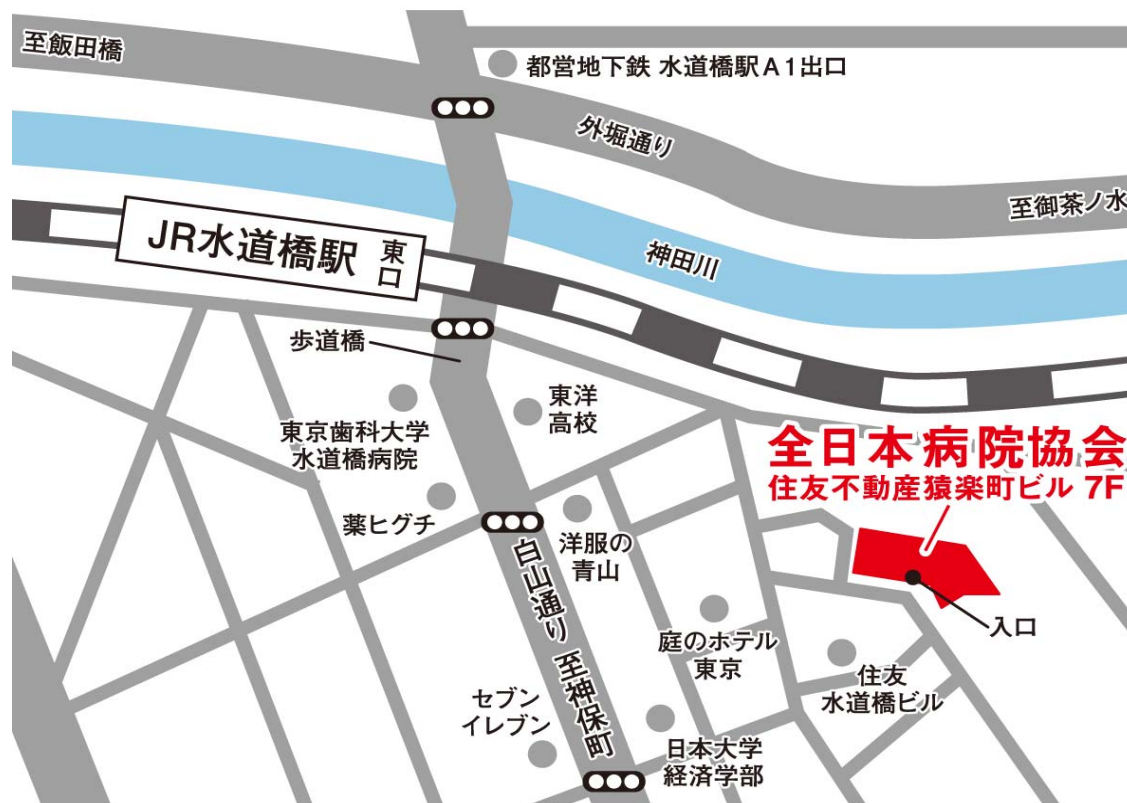 至飯田橋
都営地下鉄 水道橋駅A1出口
外堀通り
至御茶ノ水
JR水道橋駅
東口
神田川
歩道橋
東洋
高校
東京歯科大学
水道橋病院
全日本病院協会
住友不動産猿楽町ビル 7F
薬ヒグチ
洋服の
青山
白山通り 至神保町
入口
庭のホテル
東京
住友
水道橋ビル
セブン
イレブン
日本大学
経済学部